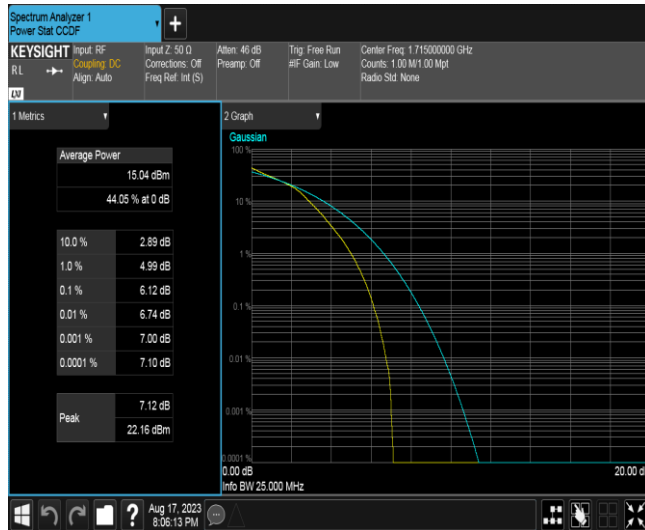 Spectrum Analyzer 1
Power Stat CCDF
+
KEYSIGHT
RL
LXI
Input: RF
Coupling: DC
Align: Auto
Input Z: 50 Ω
Corrections: Off
Freq Ref: Int (S)
Atten: 46 dB
Preamp: Off
Trig: Free Run
#IF Gain: Low
Center Freq: 1.715000000 GHz
Counts: 1.00 M/1.00 Mpt
Radio Std: None
1 Metrics
Average Power
15.04 dBm
44.05 % at 0 dB
10.0 % 2.89 dB
1.0 % 4.99 dB
0.1 % 6.12 dB
0.01 % 6.74 dB
0.001 % 7.00 dB
0.0001 % 7.10 dB
Peak
7.12 dB
22.16 dBm
2 Graph
Gaussian
100 %
10 %
1 %
0.1 %
0.01 %
0.001 %
0.0001 %
0.00 dB
20.00 d
Info BW 25.000 MHz
?
Aug 17, 2023
8:06:13 PM